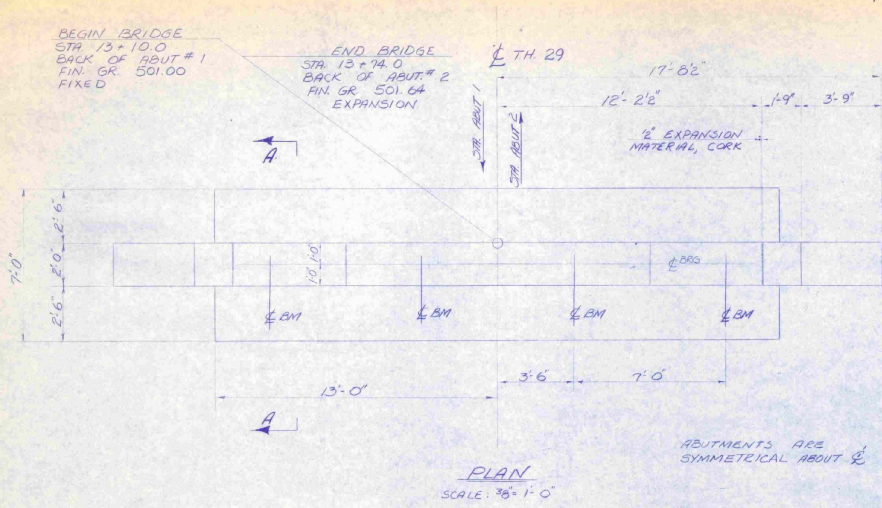 BEGIN BRIDGE
STA. 13+10.0
BACK OF ABUT #1
FIN. GR. 501.00
FIXED
END BRIDGE
STA. 13+74.0
BACK OF ABUT. #2
FIN. GR. 501.64
EXPANSION
℄ T.H. 29
17'-8½"
12'-2½"
1'-9"
3'-9"
STA. ABUT 1
STA. ABUT 2
½" EXPANSION
MATERIAL, CORK
A
7'-0"
2'-6"
2'-0"
2'-6"
1'-0"
1'-0"
℄ BRG
℄ BM
℄ BM
℄ BM
℄ BM
13'-0"
3'-6"
7'-0"
A
ABUTMENTS ARE
SYMMETRICAL ABOUT ℄
PLAN
SCALE: 3/8" = 1'-0"